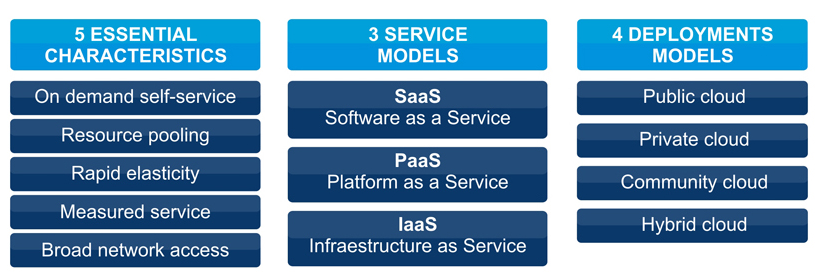 5 ESSENTIAL
CHARACTERISTICS
On demand self-service
Resource pooling
Rapid elasticity
Measured service
Broad network access
3 SERVICE
MODELS
SaaS
Software as a Service
PaaS
Platform as a Service
IaaS
Infraestructure as Service
4 DEPLOYMENTS
MODELS
Public cloud
Private cloud
Community cloud
Hybrid cloud